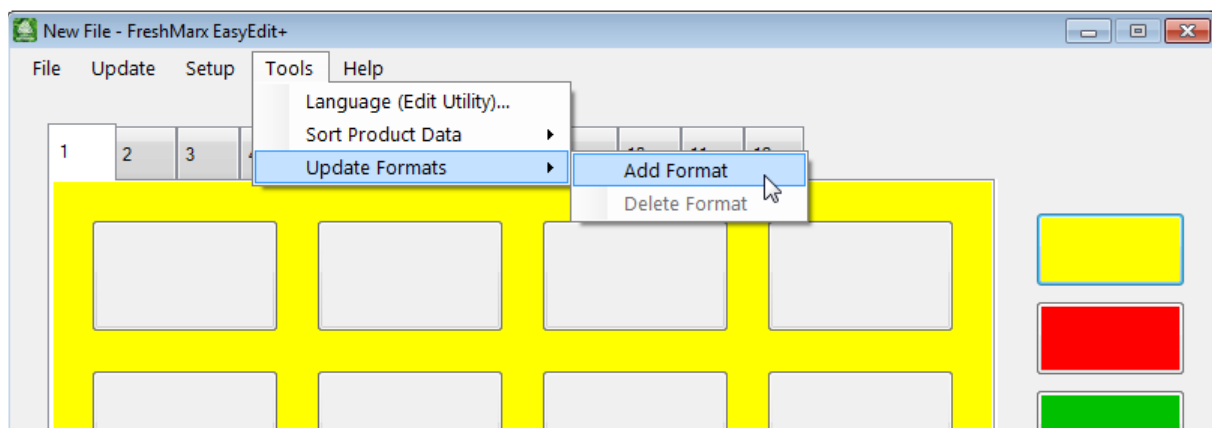 New File - FreshMarx EasyEdit+
File Update Setup Tools Help
Language (Edit Utility)...
Sort Product Data
1 2 3
Update Formats
Add Format
Delete Format